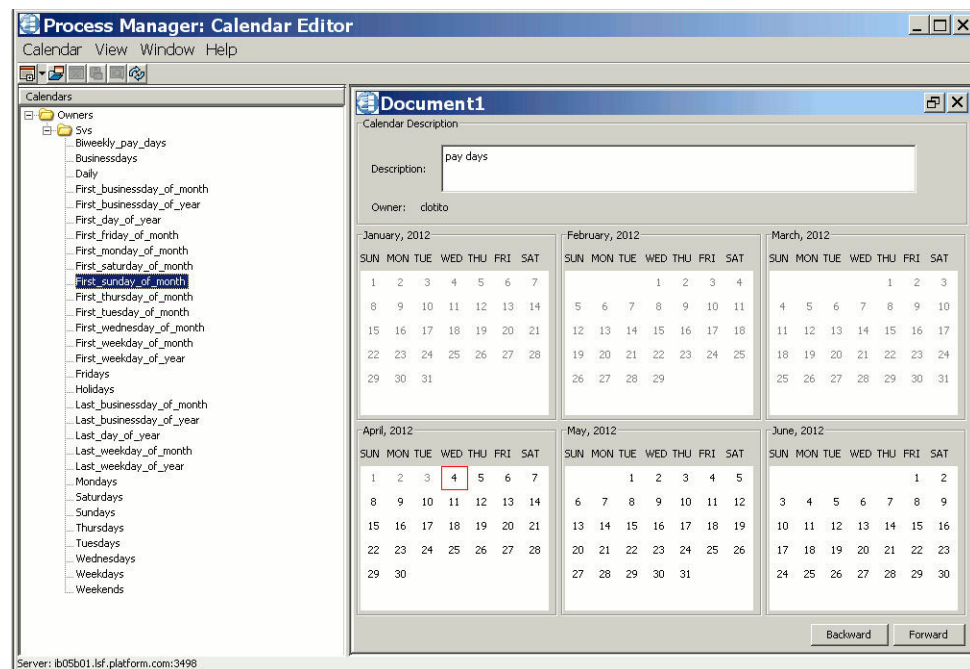 Process Manager: Calendar Editor
Calendar View Window Help
Calendars
Owners
Svs
Biweekly_pay_days
Businessdays
Daily
First_businessday_of_month
First_businessday_of_year
First_day_of_year
First_friday_of_month
First_monday_of_month
First_saturday_of_month
First_sunday_of_month
First_thursday_of_month
First_tuesday_of_month
First_wednesday_of_month
First_weekday_of_month
First_weekday_of_year
Fridays
Holidays
Last_businessday_of_month
Last_businessday_of_year
Last_day_of_year
Last_weekday_of_month
Last_weekday_of_year
Mondays
Saturdays
Sundays
Thursdays
Tuesdays
Wednesdays
Weekdays
Weekends
Document1
Calendar Description
Description: pay days
Owner: clotito
January, 2012
SUN MON TUE WED THU FRI SAT
1 2 3 4 5 6 7
8 9 10 11 12 13 14
15 16 17 18 19 20 21
22 23 24 25 26 27 28
29 30 31
February, 2012
SUN MON TUE WED THU FRI SAT
1 2 3 4
5 6 7 8 9 10 11
12 13 14 15 16 17 18
19 20 21 22 23 24 25
26 27 28 29
March, 2012
SUN MON TUE WED THU FRI SAT
1 2 3
4 5 6 7 8 9 10
11 12 13 14 15 16 17
18 19 20 21 22 23 24
25 26 27 28 29 30 31
April, 2012
SUN MON TUE WED THU FRI SAT
1 2 3 4 5 6 7
8 9 10 11 12 13 14
15 16 17 18 19 20 21
22 23 24 25 26 27 28
29 30
May, 2012
SUN MON TUE WED THU FRI SAT
1 2 3 4 5
6 7 8 9 10 11 12
13 14 15 16 17 18 19
20 21 22 23 24 25 26
27 28 29 30 31
June, 2012
SUN MON TUE WED THU FRI SAT
1 2
3 4 5 6 7 8 9
10 11 12 13 14 15 16
17 18 19 20 21 22 23
24 25 26 27 28 29 30
Backward Forward
Server: ib05b01.lsf.platform.com:3498